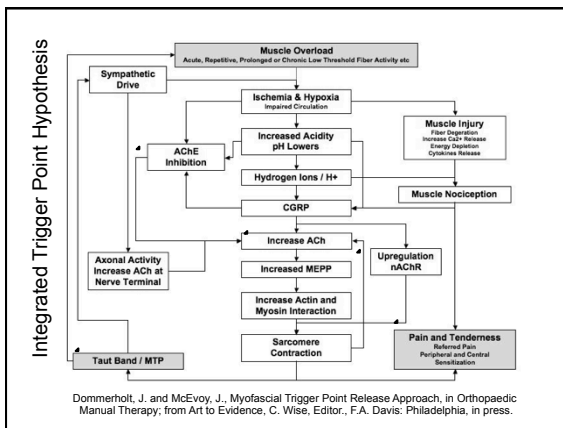 Integrated Trigger Point Hypothesis
Muscle Overload
Acute, Repetitive, Prolonged or Chronic Low Threshold Fiber Activity etc
Sympathetic
Drive
Ischemia & Hypoxia
Impaired Circulation
Muscle Injury
Fiber Degeration
Increase Ca2+ Release
Energy Depletion
Cytokines Release
Increased Acidity
pH Lowers
AChE
Inhibition
Hydrogen Ions / H+
Muscle Nociception
CGRP
Increase ACh
Axonal Activity
Increase ACh at
Nerve Terminal
Upregulation
nAChR
Increased MEPP
Increase Actin and
Myosin Interaction
Sarcomere
Contraction
Taut Band / MTP
Pain and Tenderness
Referred Pain
Peripheral and Central
Sensitization
Dommerholt, J. and McEvoy, J., Myofascial Trigger Point Release Approach, in Orthopaedic
Manual Therapy; from Art to Evidence, C. Wise, Editor., F.A. Davis: Philadelphia, in press.